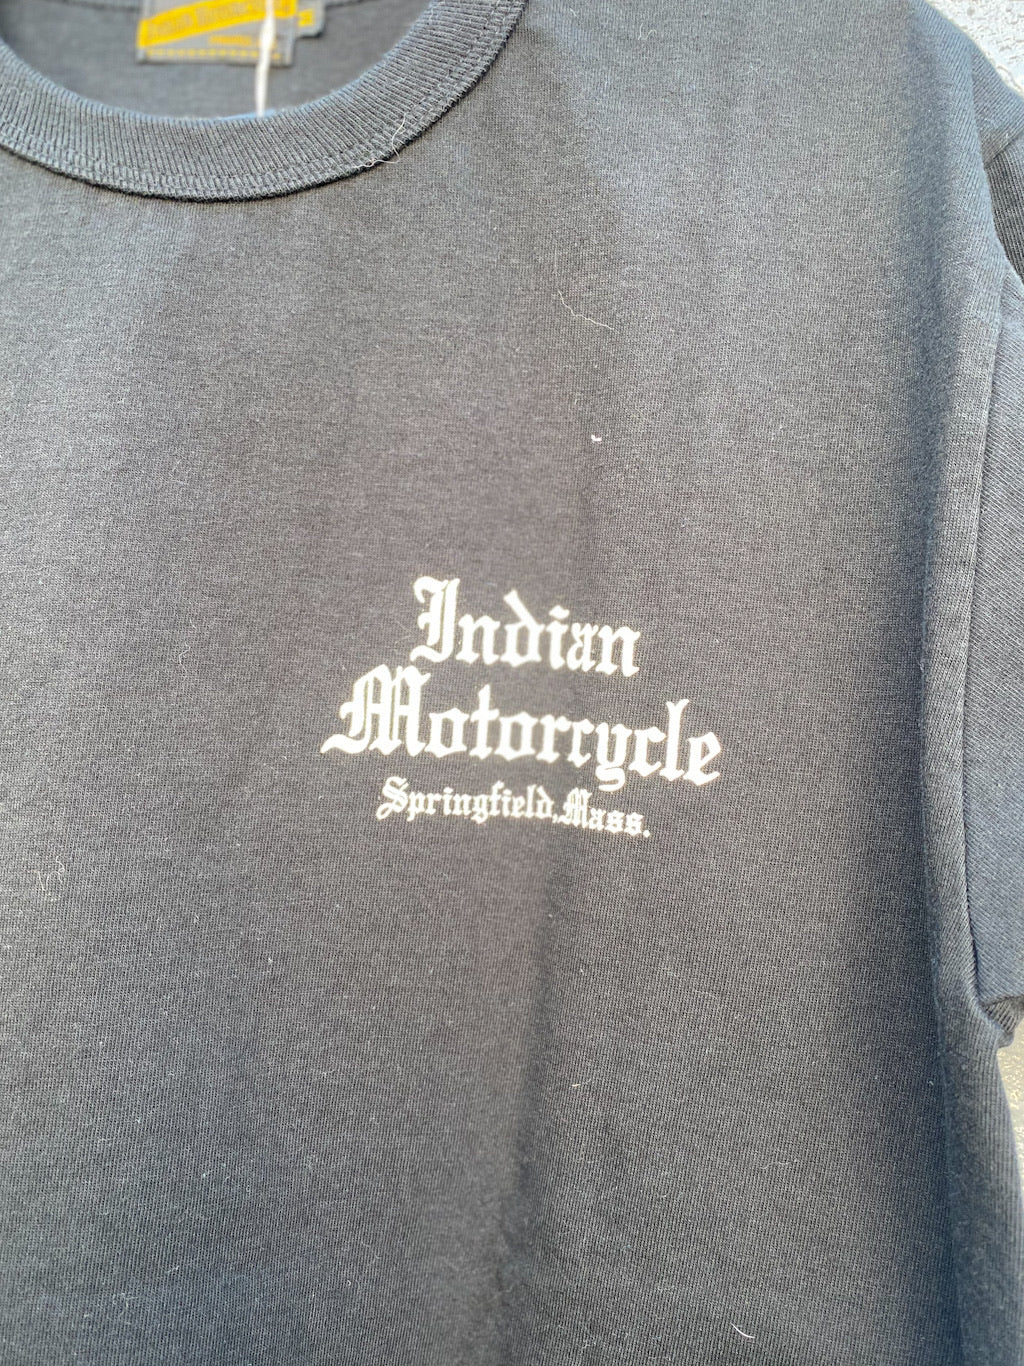 Indian
Motorcycle
Springfield,Mass.